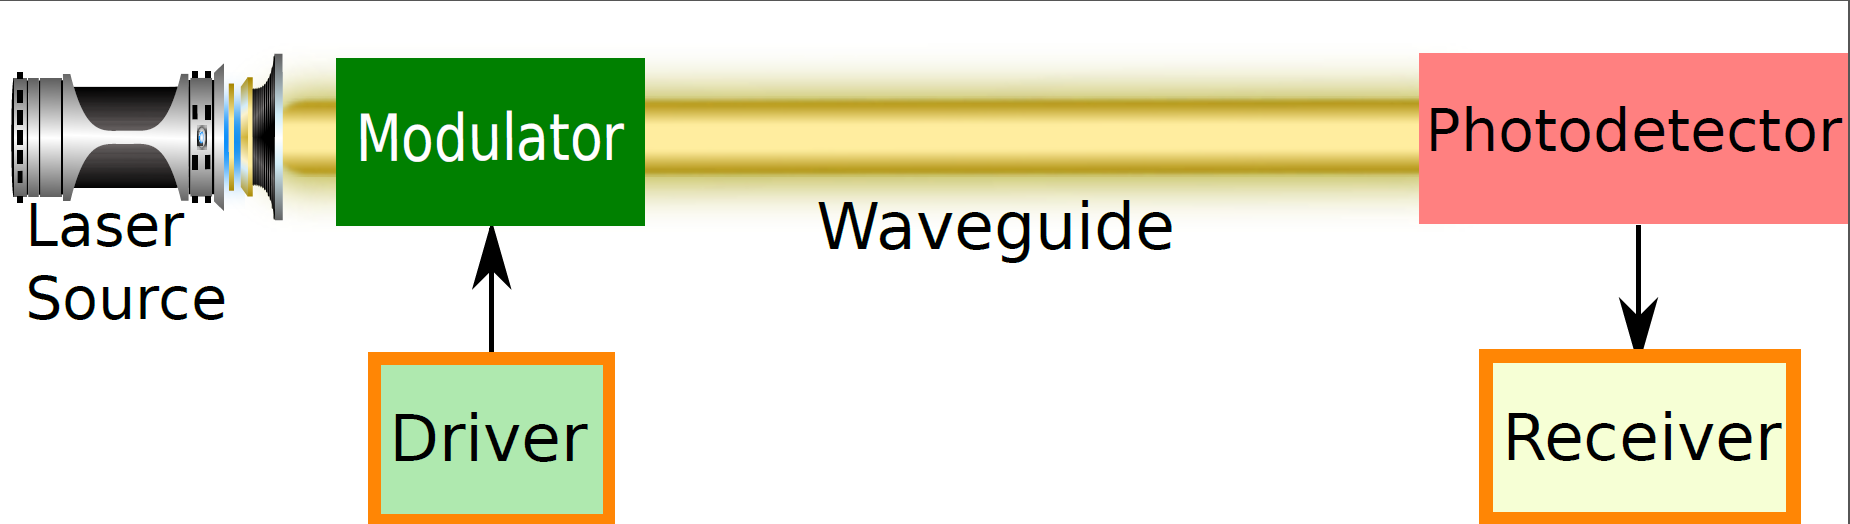 Modulator
Photodetector
Laser
Source
Waveguide
Driver
Receiver